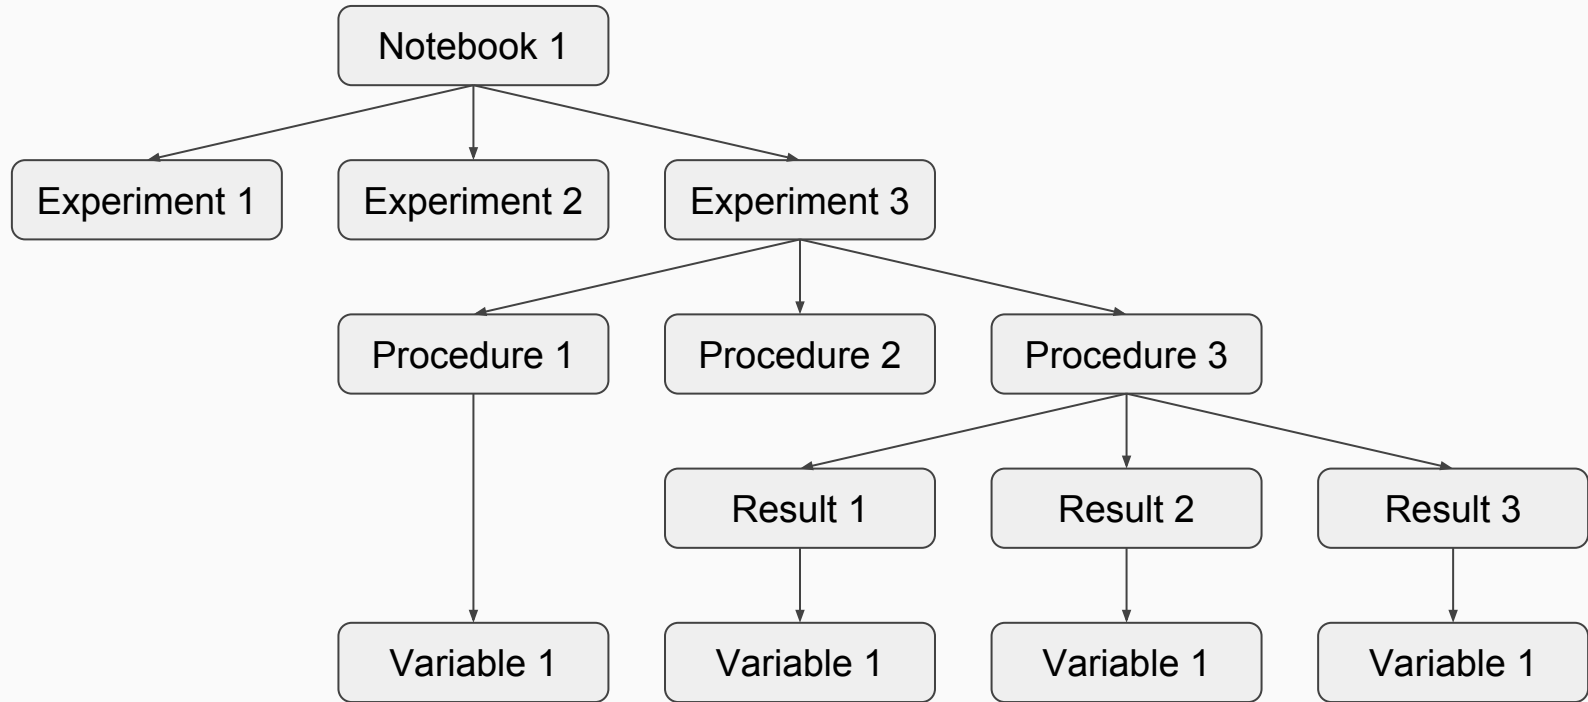 Notebook 1
Experiment 1
Experiment 2
Experiment 3
Procedure 1
Procedure 2
Procedure 3
Result 1
Result 2
Result 3
Variable 1
Variable 1
Variable 1
Variable 1